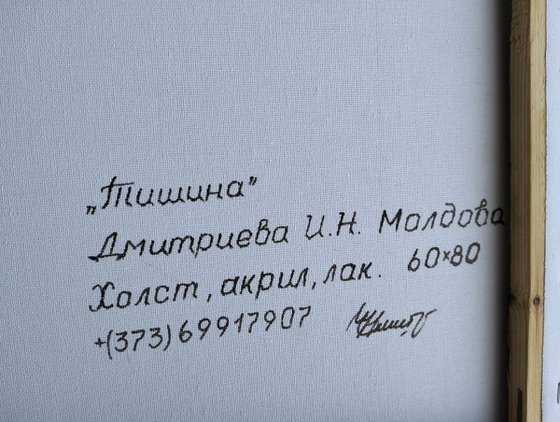 „Тишина”
Дмитриева И.Н. Молдова
Холст, акрил, лак. 60×80
+(373)69917907